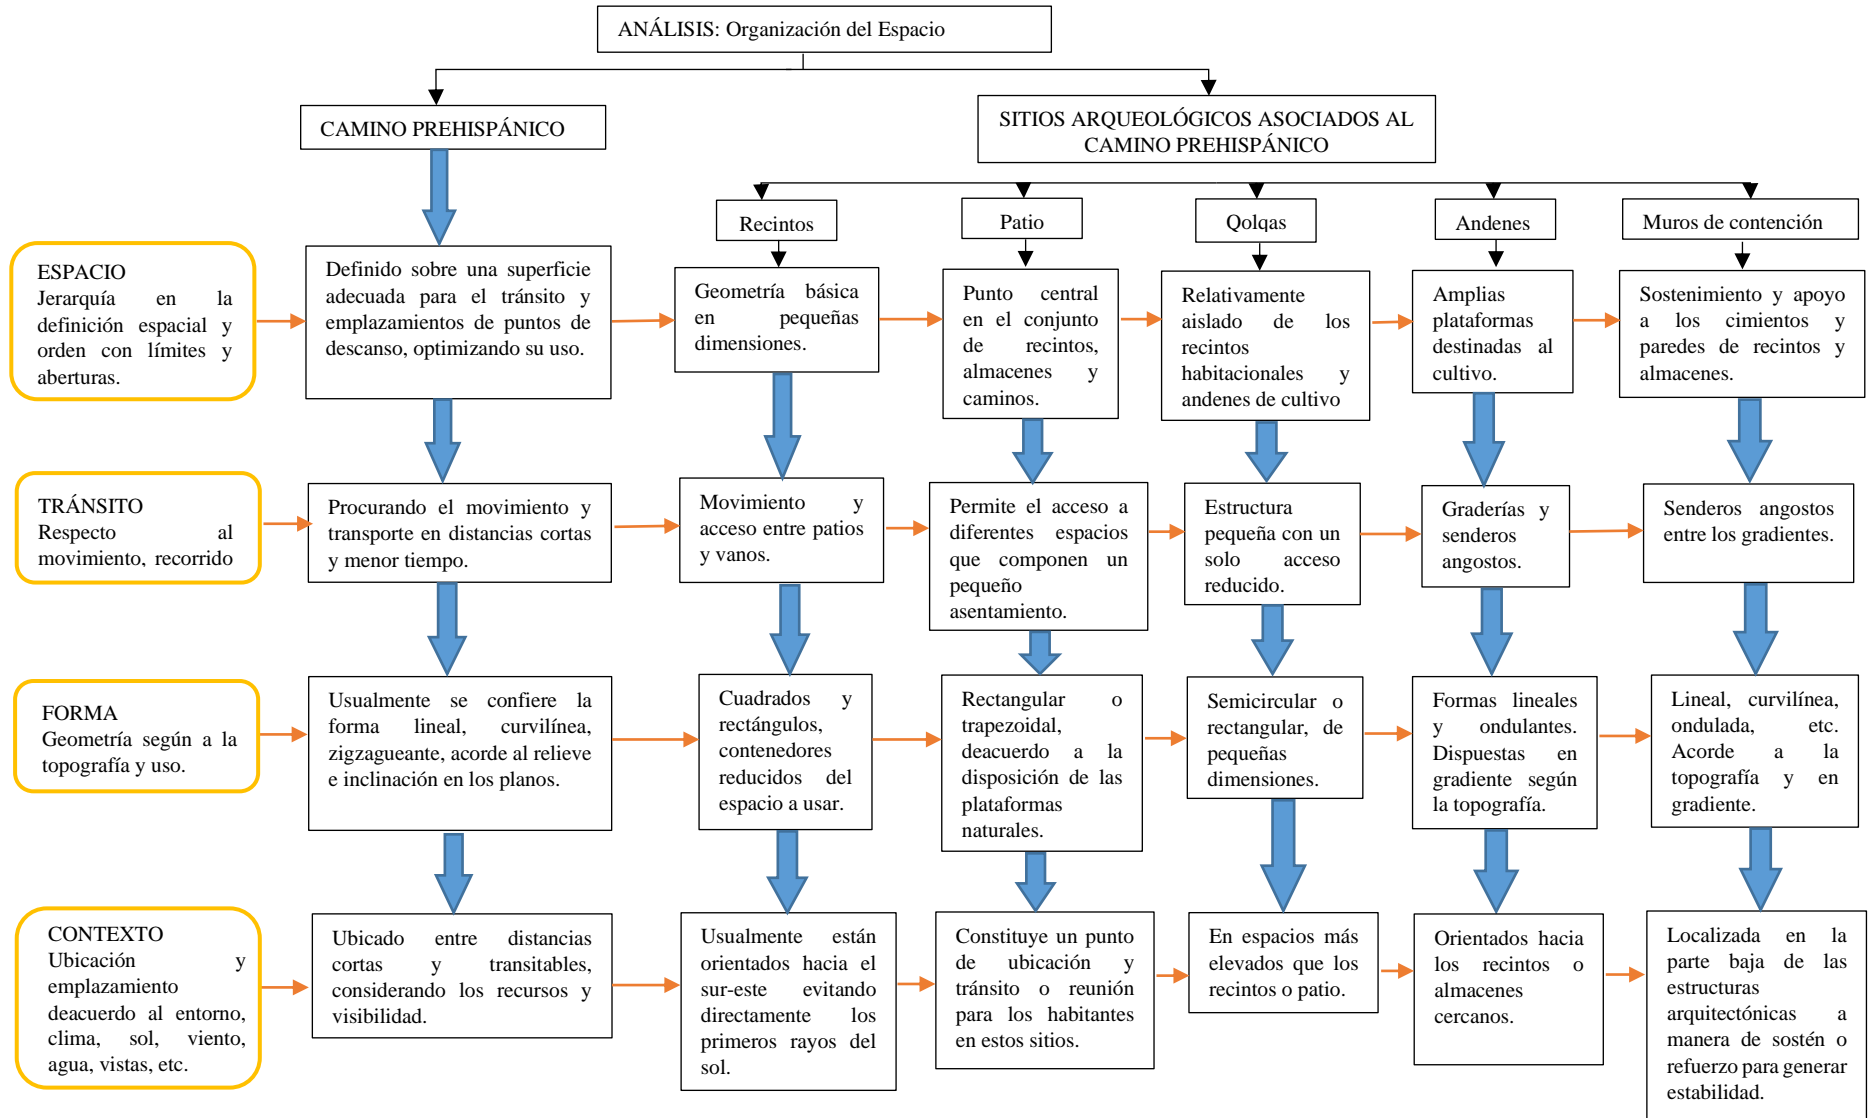 ANÁLISIS: Organización del Espacio
CAMINO PREHISPÁNICO
SITIOS ARQUEOLÓGICOS ASOCIADOS AL
CAMINO PREHISPÁNICO
Recintos
Patio
Qolqas
Andenes
Muros de contención
ESPACIO
Jerarquía en la
definición espacial y
orden con límites y
aberturas.
Definido sobre una superficie
adecuada para el tránsito y
emplazamientos de puntos de
descanso, optimizando su uso.
Geometría básica
en pequeñas
dimensiones.
Punto central
en el conjunto
de recintos,
almacenes y
caminos.
Relativamente
aislado de los
recintos
habitacionales y
andenes de cultivo
Amplias
plataformas
destinadas al
cultivo.
Sostenimiento y apoyo
a los cimientos y
paredes de recintos y
almacenes.
TRÁNSITO
Respecto al
movimiento, recorrido
Procurando el movimiento y
transporte en distancias cortas
y menor tiempo.
Movimiento y
acceso entre patios
y vanos.
Permite el acceso a
diferentes espacios
que componen un
pequeño
asentamiento.
Estructura
pequeña con un
solo acceso
reducido.
Graderías y
senderos
angostos.
Senderos angostos
entre los gradientes.
FORMA
Geometría según a la
topografía y uso.
Usualmente se confiere la
forma lineal, curvilínea,
zigzagueante, acorde al relieve
e inclinación en los planos.
Cuadrados y
rectángulos,
contenedores
reducidos del
espacio a usar.
Rectangular o
trapezoidal,
deacuerdo a la
disposición de las
plataformas
naturales.
Semicircular o
rectangular, de
pequeñas
dimensiones.
Formas lineales
y ondulantes.
Dispuestas en
gradiente según
la topografía.
Lineal, curvilínea,
ondulada, etc.
Acorde a la
topografía y en
gradiente.
CONTEXTO
Ubicación y
emplazamiento
deacuerdo al entorno,
clima, sol, viento,
agua, vistas, etc.
Ubicado entre distancias
cortas y transitables,
considerando los recursos y
visibilidad.
Usualmente están
orientados hacia el
sur-este evitando
directamente los
primeros rayos del
sol.
Constituye un punto
de ubicación y
tránsito o reunión
para los habitantes
en estos sitios.
En espacios más
elevados que los
recintos o patio.
Orientados hacia
los recintos o
almacenes
cercanos.
Localizada en la
parte baja de las
estructuras
arquitectónicas a
manera de sostén o
refuerzo para generar
estabilidad.